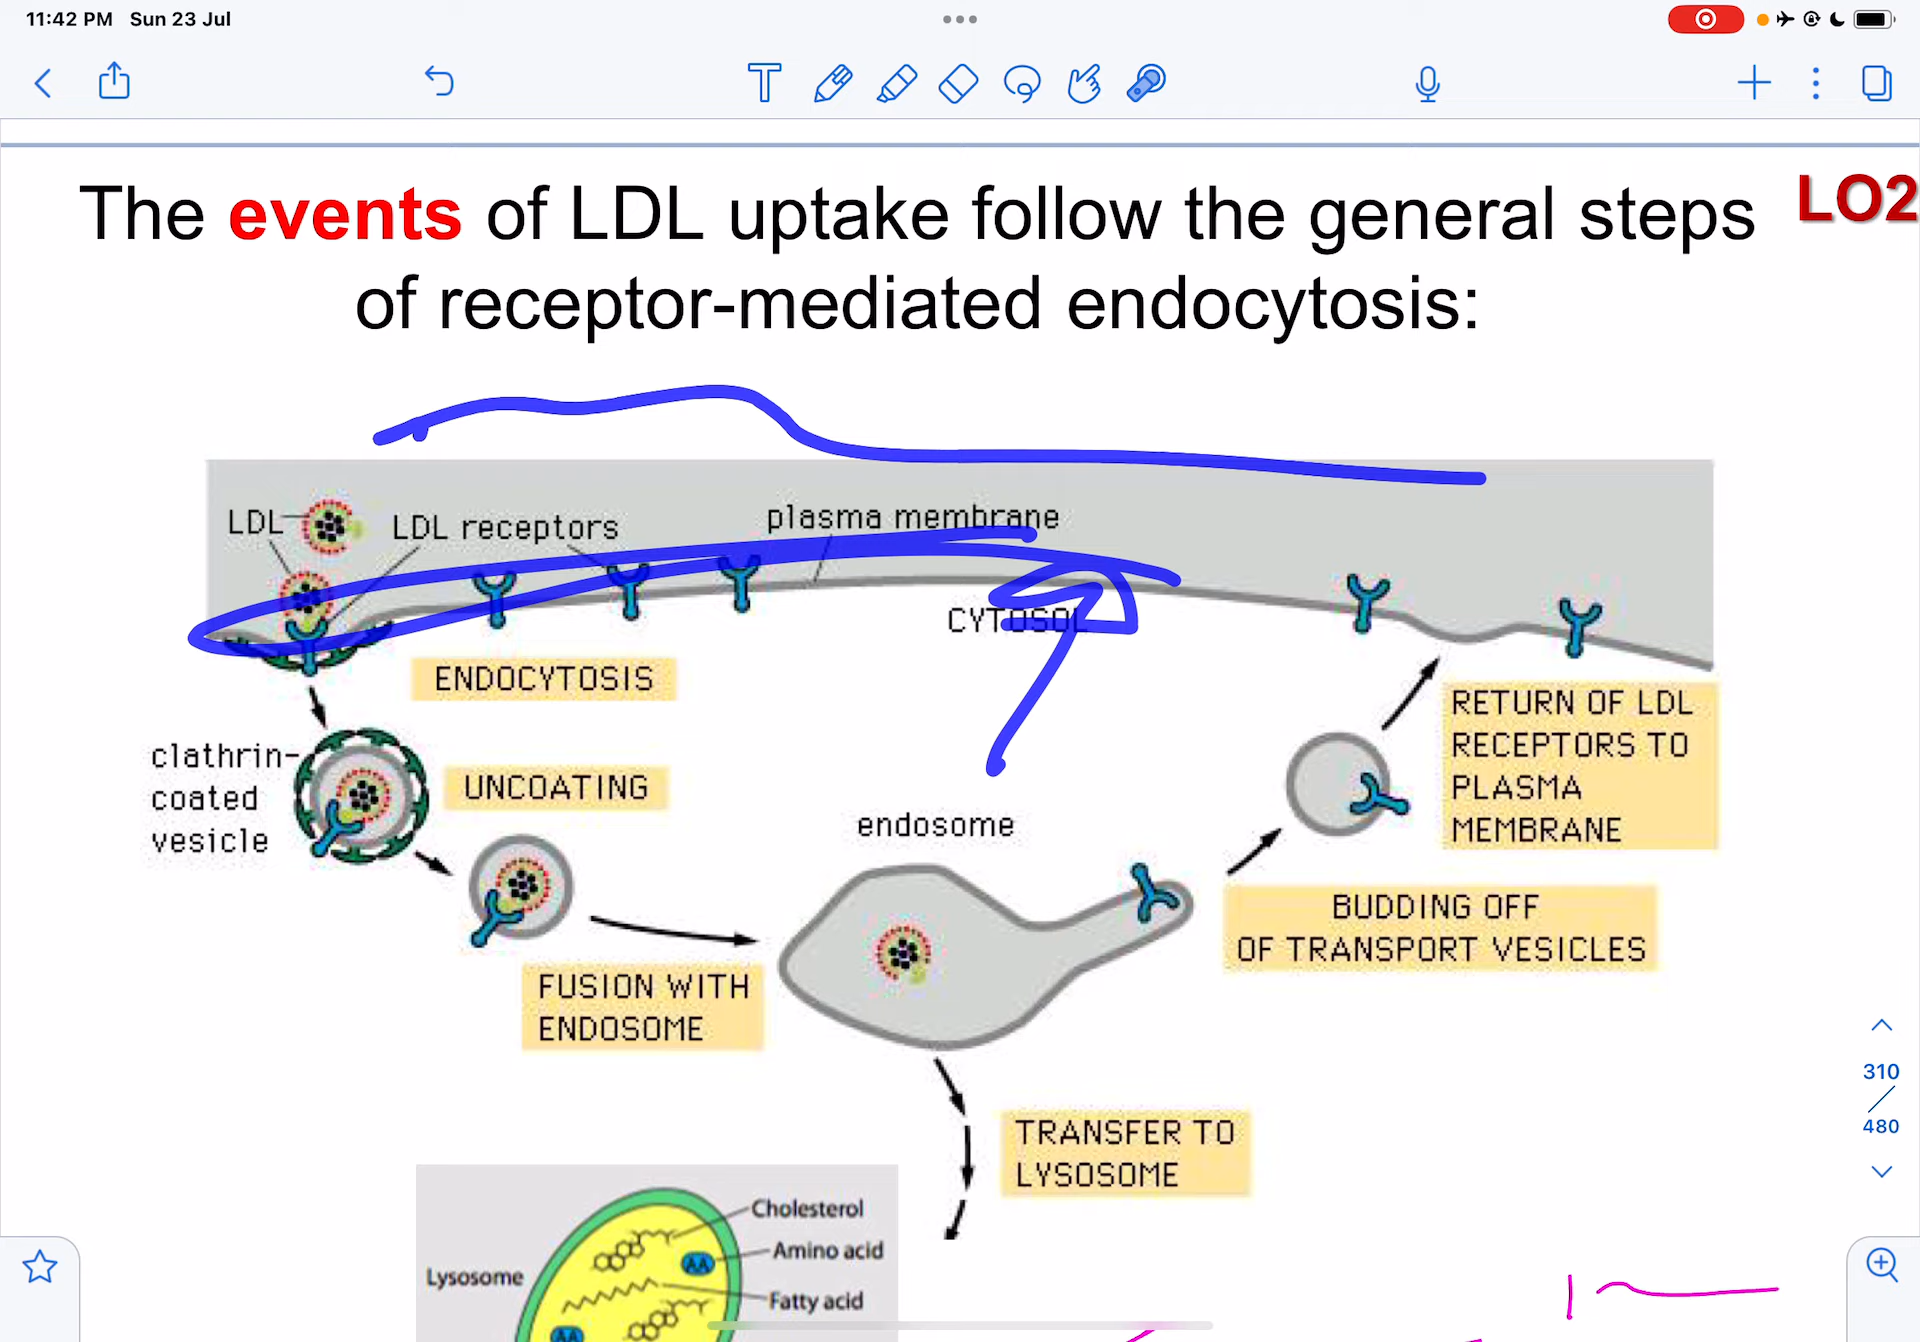 11:42 PM Sun 23 Jul
The events of LDL uptake follow the general steps
of receptor-mediated endocytosis:
LO2
LDL
LDL receptors
plasma membrane
CYTOSOL
ENDOCYTOSIS
clathrin-
coated
vesicle
UNCOATING
FUSION WITH
ENDOSOME
endosome
RETURN OF LDL
RECEPTORS TO
PLASMA
MEMBRANE
BUDDING OFF
OF TRANSPORT VESICLES
TRANSFER TO
LYSOSOME
Cholesterol
Amino acid
Lysosome
Fatty acid
AA
AA
310
/
480